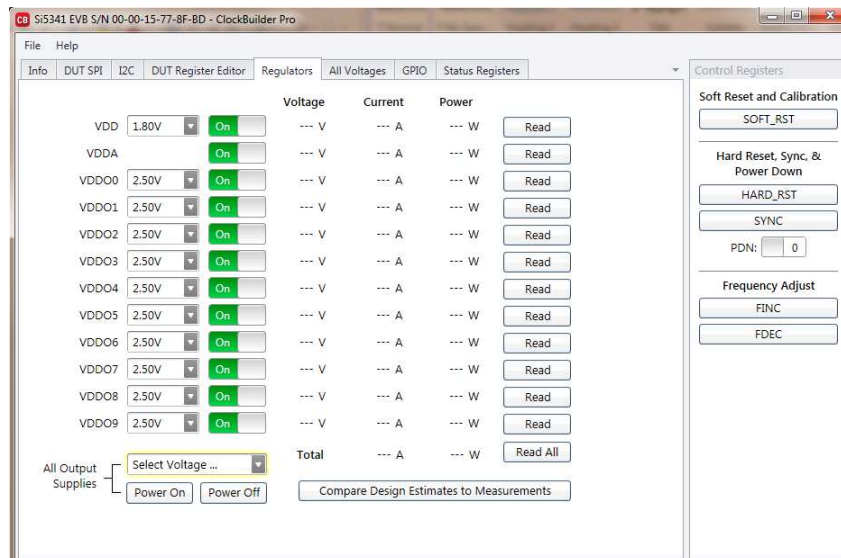 CB Si5341 EVB S/N 00-00-15-77-8F-BD - ClockBuilder Pro
File Help
Info DUT SPI I2C DUT Register Editor Regulators All Voltages GPIO Status Registers
Voltage Current Power
VDD 1.80V On --- V --- A --- W Read
VDDA On --- V --- A --- W Read
VDDO0 2.50V On --- V --- A --- W Read
VDDO1 2.50V On --- V --- A --- W Read
VDDO2 2.50V On --- V --- A --- W Read
VDDO3 2.50V On --- V --- A --- W Read
VDDO4 2.50V On --- V --- A --- W Read
VDDO5 2.50V On --- V --- A --- W Read
VDDO6 2.50V On --- V --- A --- W Read
VDDO7 2.50V On --- V --- A --- W Read
VDDO8 2.50V On --- V --- A --- W Read
VDDO9 2.50V On --- V --- A --- W Read
Total --- A --- W Read All
All Output
Supplies
Select Voltage ...
Power On Power Off
Compare Design Estimates to Measurements
Control Registers
Soft Reset and Calibration
SOFT_RST
Hard Reset, Sync, &
Power Down
HARD_RST
SYNC
PDN: 0
Frequency Adjust
FINC
FDEC